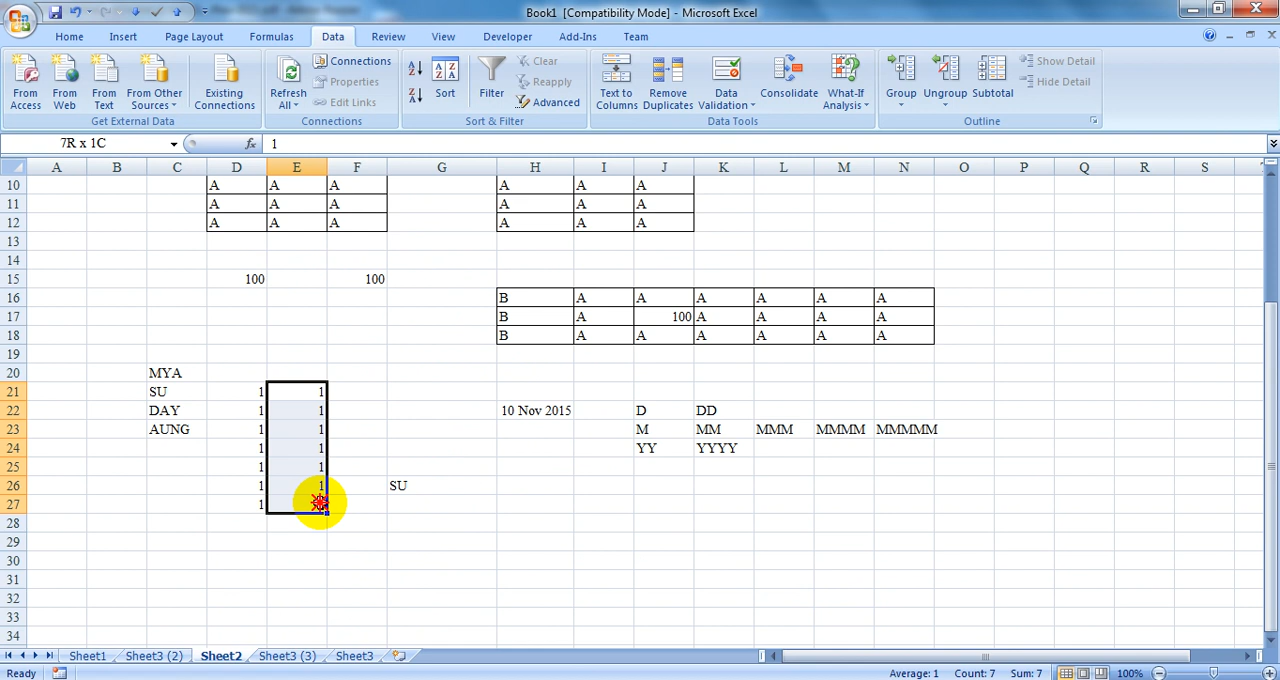 Book1 [Compatibility Mode] - Microsoft Excel
Home Insert Page Layout Formulas Data Review View Developer Add-Ins Team
From Access
From Web
From Text
From Other Sources
Existing Connections
Get External Data
Refresh All
Connections
Properties
Edit Links
Connections
Sort
Filter
Clear
Reapply
Advanced
Sort & Filter
Text to Columns
Remove Duplicates
Data Validation
Consolidate
What-If Analysis
Data Tools
Group
Ungroup
Subtotal
Show Detail
Hide Detail
Outline
7R x 1C fx 1
A B C D E F G H I J K L M N O P Q R S
10 A A A A A A
11 A A A A A A
12 A A A A A A
13
14
15 100 100
16 B A A A A A A
17 B A 100 A A A A
18 B A A A A A A
19
20 MYA
21 SU 1 1
22 DAY 1 1 10 Nov 2015 D DD
23 AUNG 1 1 M MM MMM MMMM MMMMM
24 1 1 YY YYYY
25 1 1
26 1 1 SU
27 1
28
29
30
31
32
33
34
Sheet1 Sheet3 (2) Sheet2 Sheet3 (3) Sheet3
Ready Average: 1 Count: 7 Sum: 7 100%